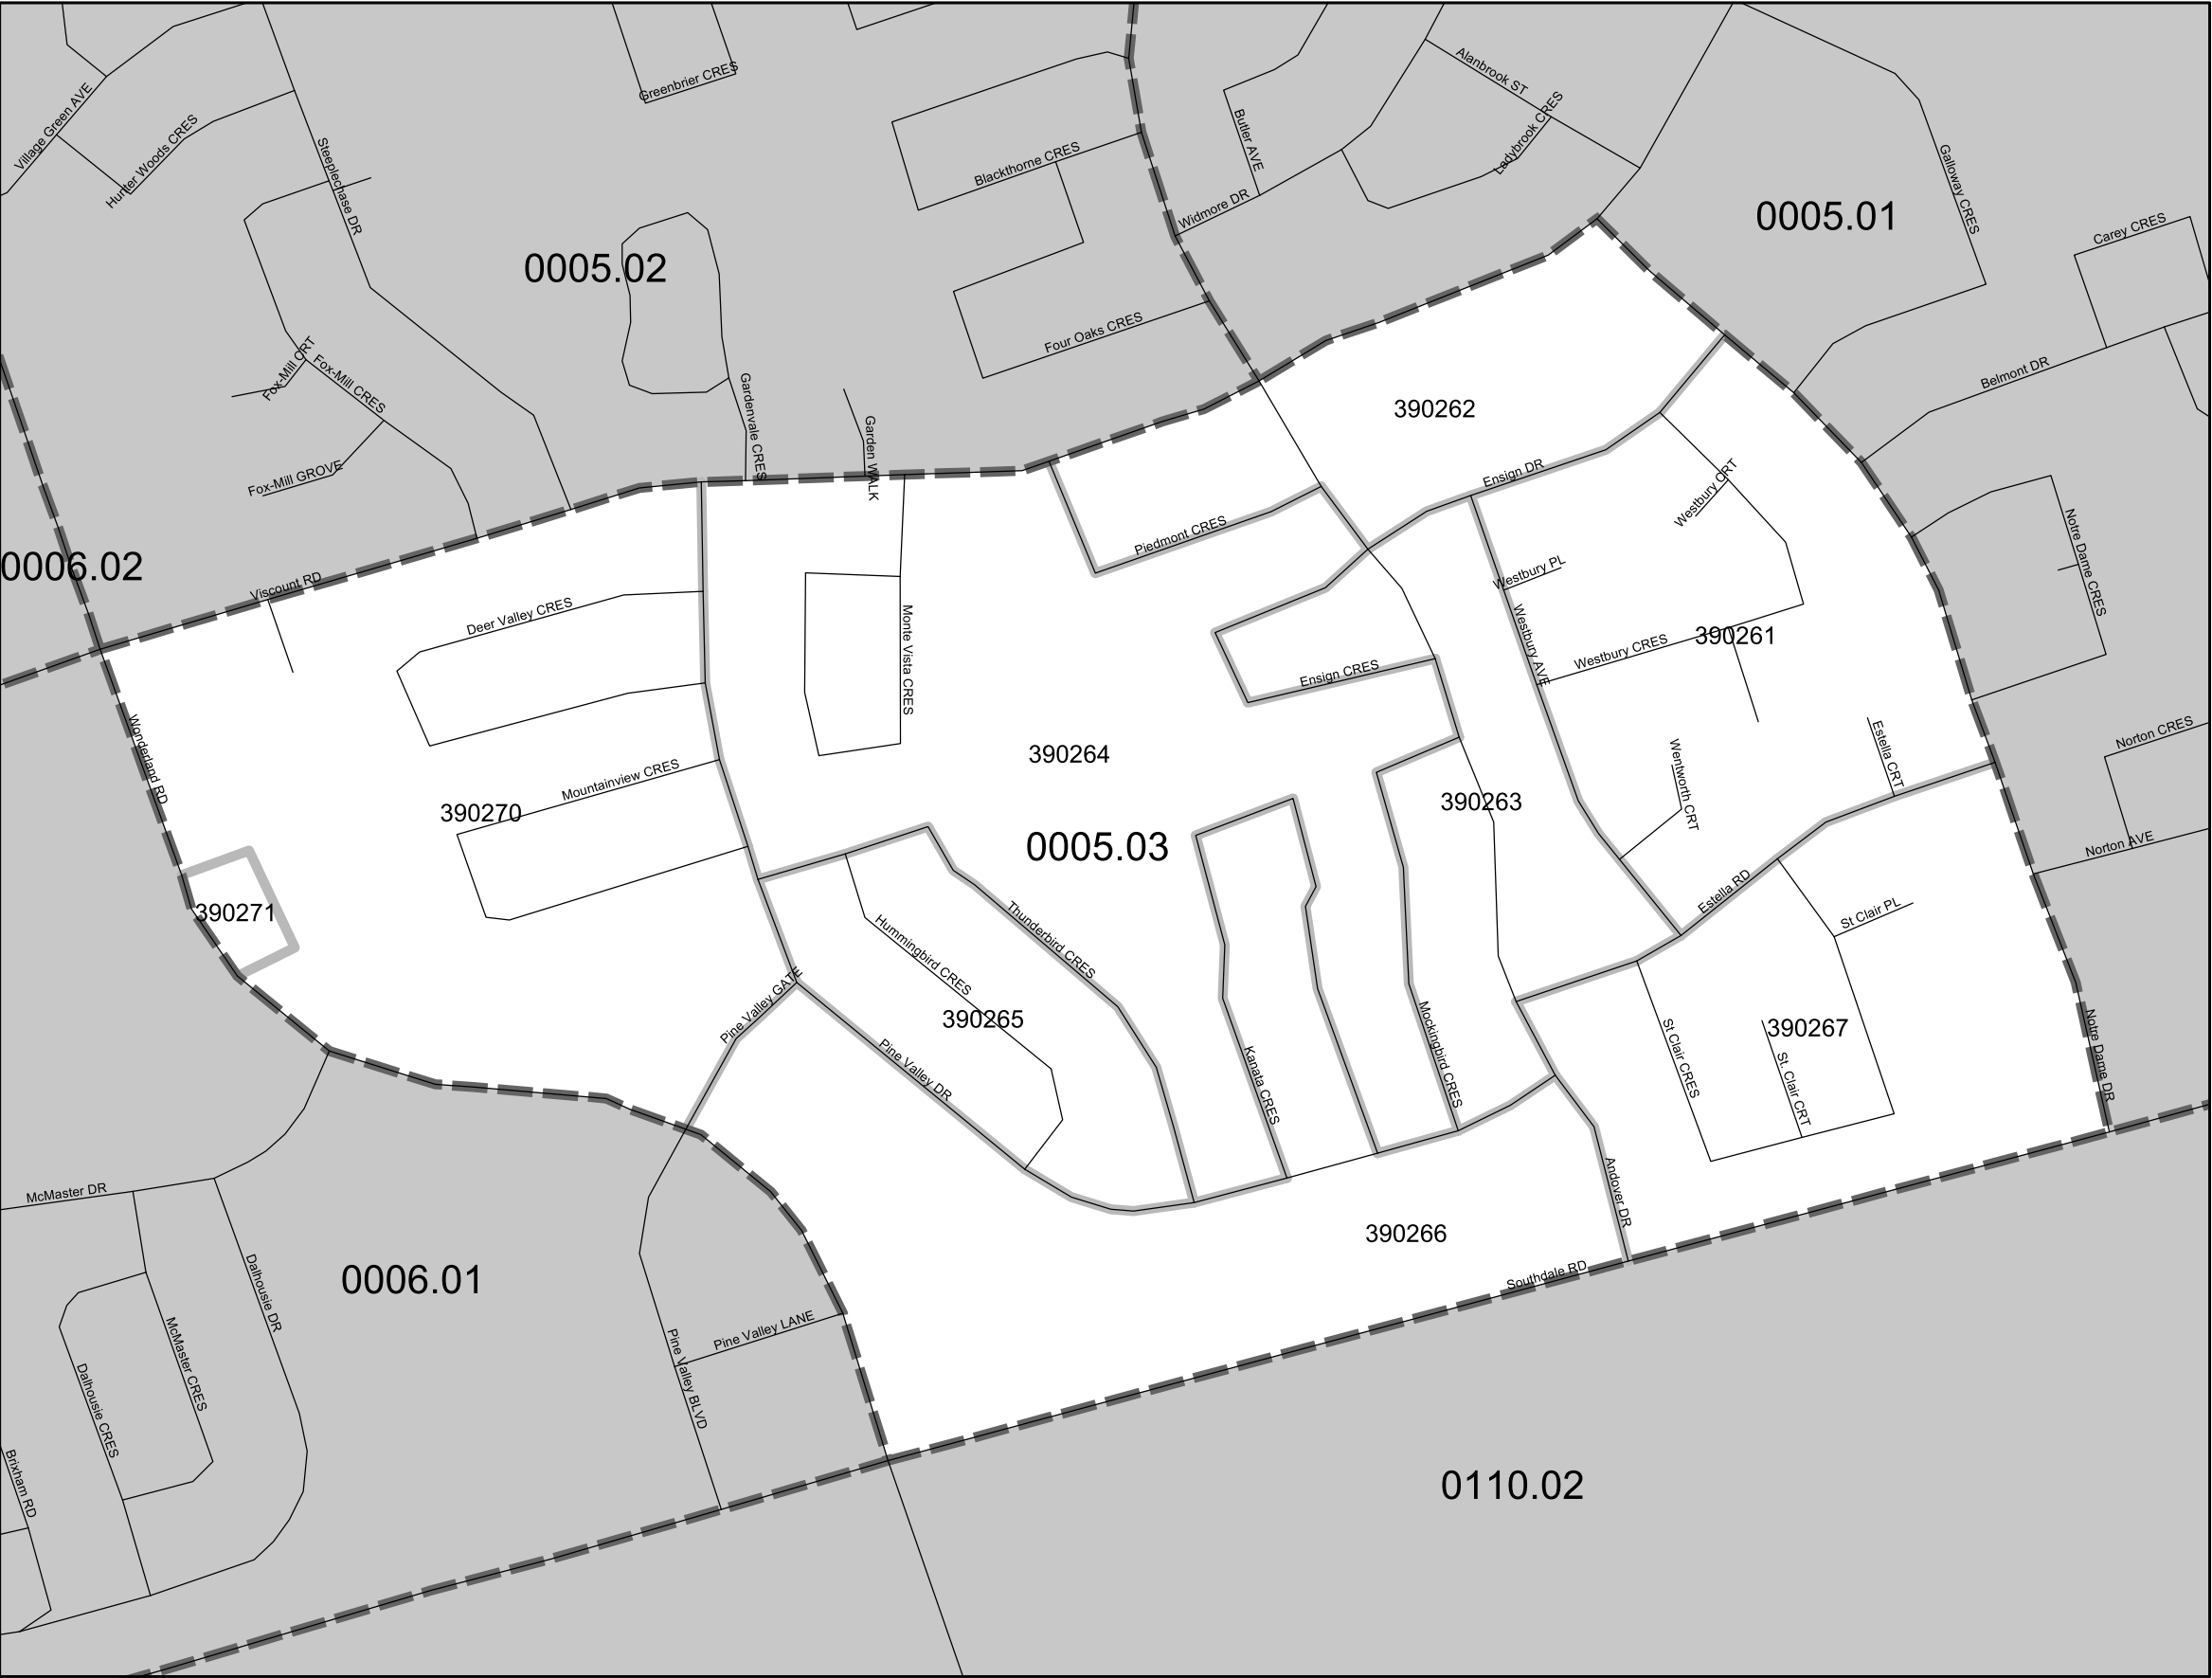 Greenbrier CRES
Village Green AVE
Hunter Woods CRES
Steeplechase DR
Blackthorne CRES
Butler AVE
Alanbrook ST
Ladybrook CRES
Widmore DR
Galloway CRES
0005.01
Carey CRES
0005.02
Four Oaks CRES
Fox-Mill CRT
Fox-Mill CRES
Fox-Mill GROVE
Gardenvale CRES
Garden WALK
Belmont DR
390262
Ensign DR
Westbury CRT
Piedmont CRES
Notre Dame CRES
0006.02
Viscount RD
Deer Valley CRES
Monte Vista CRES
Westbury PL
Westbury AVE
Westbury CRES
390261
Ensign CRES
Wonderland RD
Mountainview CRES
390270
390264
0005.03
390263
Wentworth CRT
Estella CRT
Norton CRES
Norton AVE
390271
Thunderbird CRES
Hummingbird CRES
Estella RD
St Clair PL
Pine Valley GATE
390265
Pine Valley DR
Kanata CRES
Mockingbird CRES
St Clair CRES
St. Clair CRT
390267
Notre Dame DR
McMaster DR
Dalhousie DR
0006.01
390266
Andover DR
Southdale RD
McMaster CRES
Dalhousie CRES
Pine Valley LANE
Pine Valley BLVD
Brixham RD
0110.02